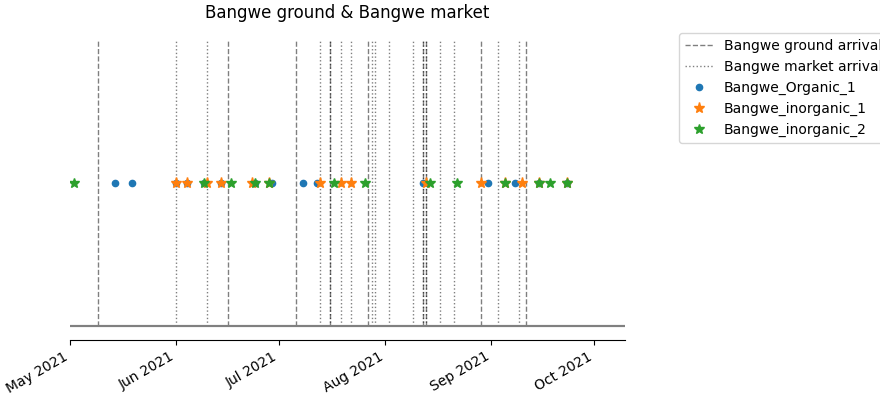 Bangwe ground & Bangwe market
Bangwe ground arrival
Bangwe market arrival
Bangwe_Organic_1
Bangwe_inorganic_1
Bangwe_inorganic_2
May 2021
Jun 2021
Jul 2021
Aug 2021
Sep 2021
Oct 2021